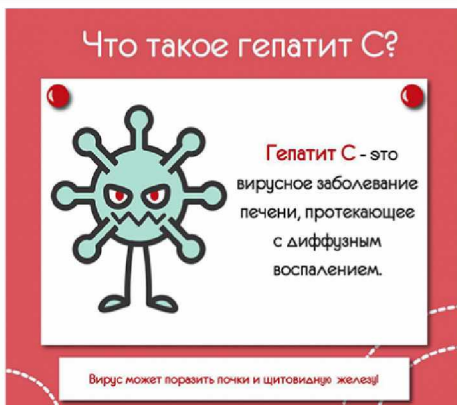 Что такое гепатит С?
Гепатит С - это
вирусное заболевание
печени, протекающее
с диффузным
воспалением.
Вирус может поразить почки и щитовидную железу!